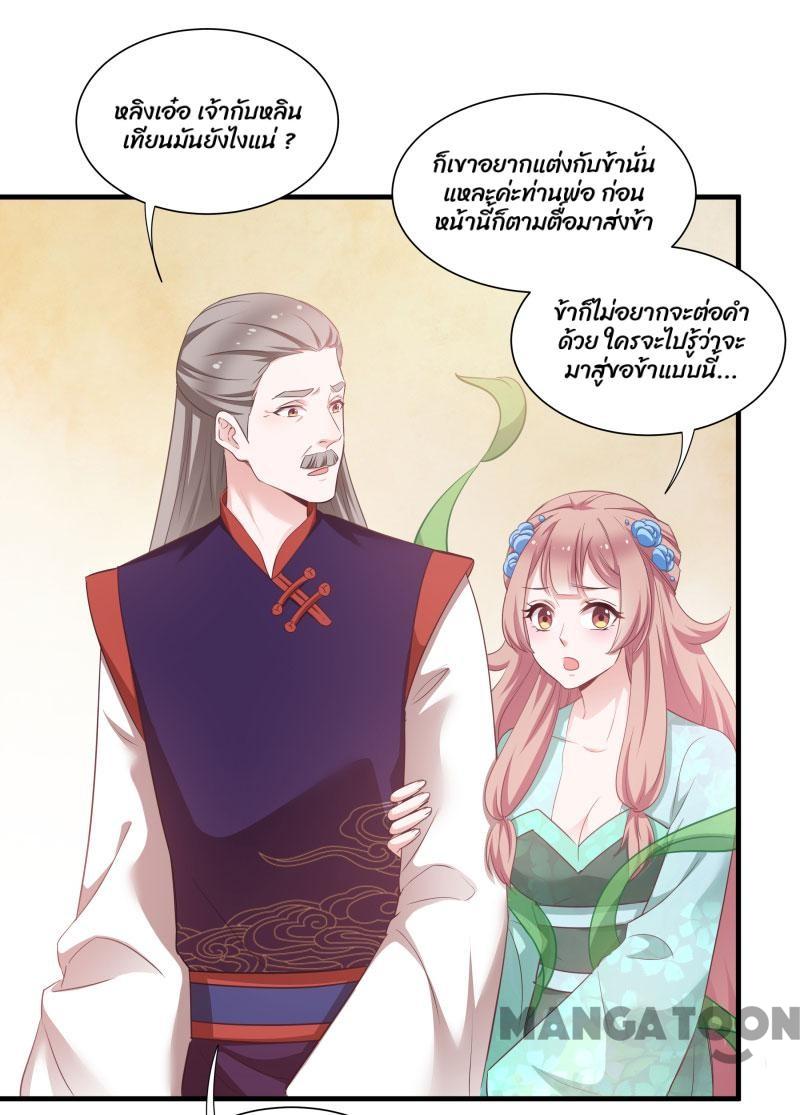 หลิงเอ๋อ เจ้ากับหลิน
เทียนมันยังไงแน่ ?
ก็เขาอยากแต่งกับข้านั่น
แหละค่ะท่านพ่อ ก่อน
หน้านี้ก็ตามตื้อมาส่งข้า
ข้าก็ไม่อยากจะต่อคำ
ด้วย ใครจะไปรู้ว่าจะ
มาสู่ขอข้าแบบนี้...
MANGATOON